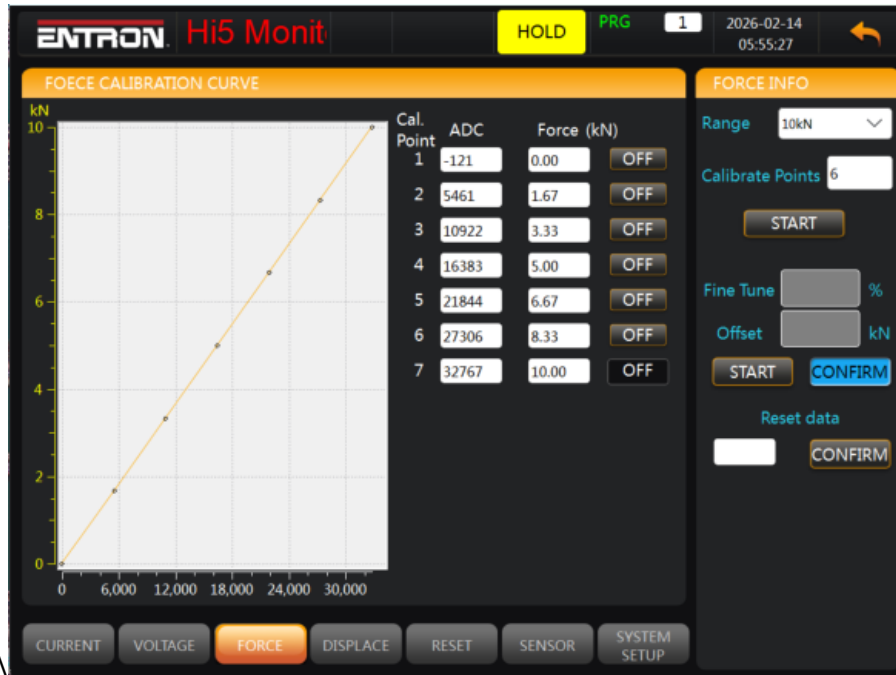 ENTRON. Hi5 Monit HOLD PRG 1 2026-02-14
05:55:27
FOECE CALIBRATION CURVE
kN
10
8
6
4
2
0
0 6,000 12,000 18,000 24,000 30,000
Cal.
Point ADC Force (kN)
1 -121 0.00 OFF
2 5461 1.67 OFF
3 10922 3.33 OFF
4 16383 5.00 OFF
5 21844 6.67 OFF
6 27306 8.33 OFF
7 32767 10.00 OFF
FORCE INFO
Range 10kN
Calibrate Points 6
START
Fine Tune %
Offset kN
START CONFIRM
Reset data
CONFIRM
CURRENT VOLTAGE FORCE DISPLACE RESET SENSOR SYSTEM
SETUP
\